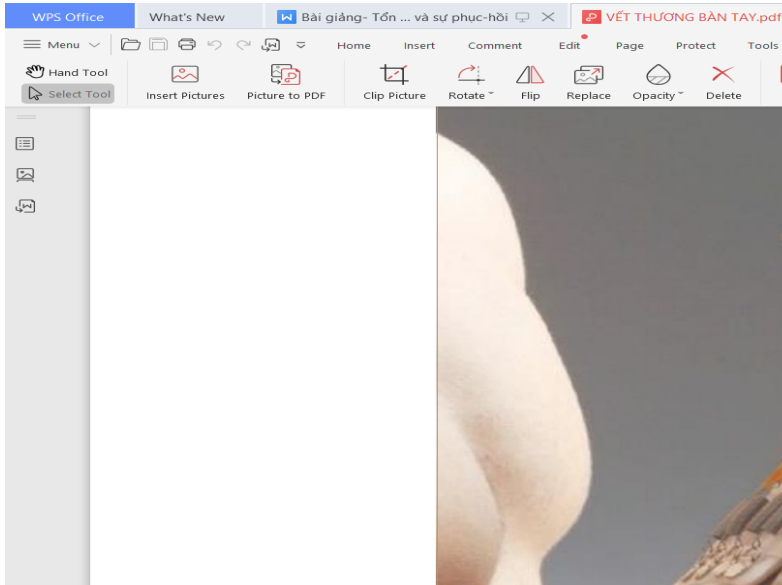 WPS Office What's New Bài giảng- Tổn ... và sự phục-hồi VẾT THƯƠNG BÀN TAY.pdf
Menu Home Insert Comment Edit Page Protect Tools
Hand Tool
Select Tool
Insert Pictures Picture to PDF Clip Picture Rotate Flip Replace Opacity Delete